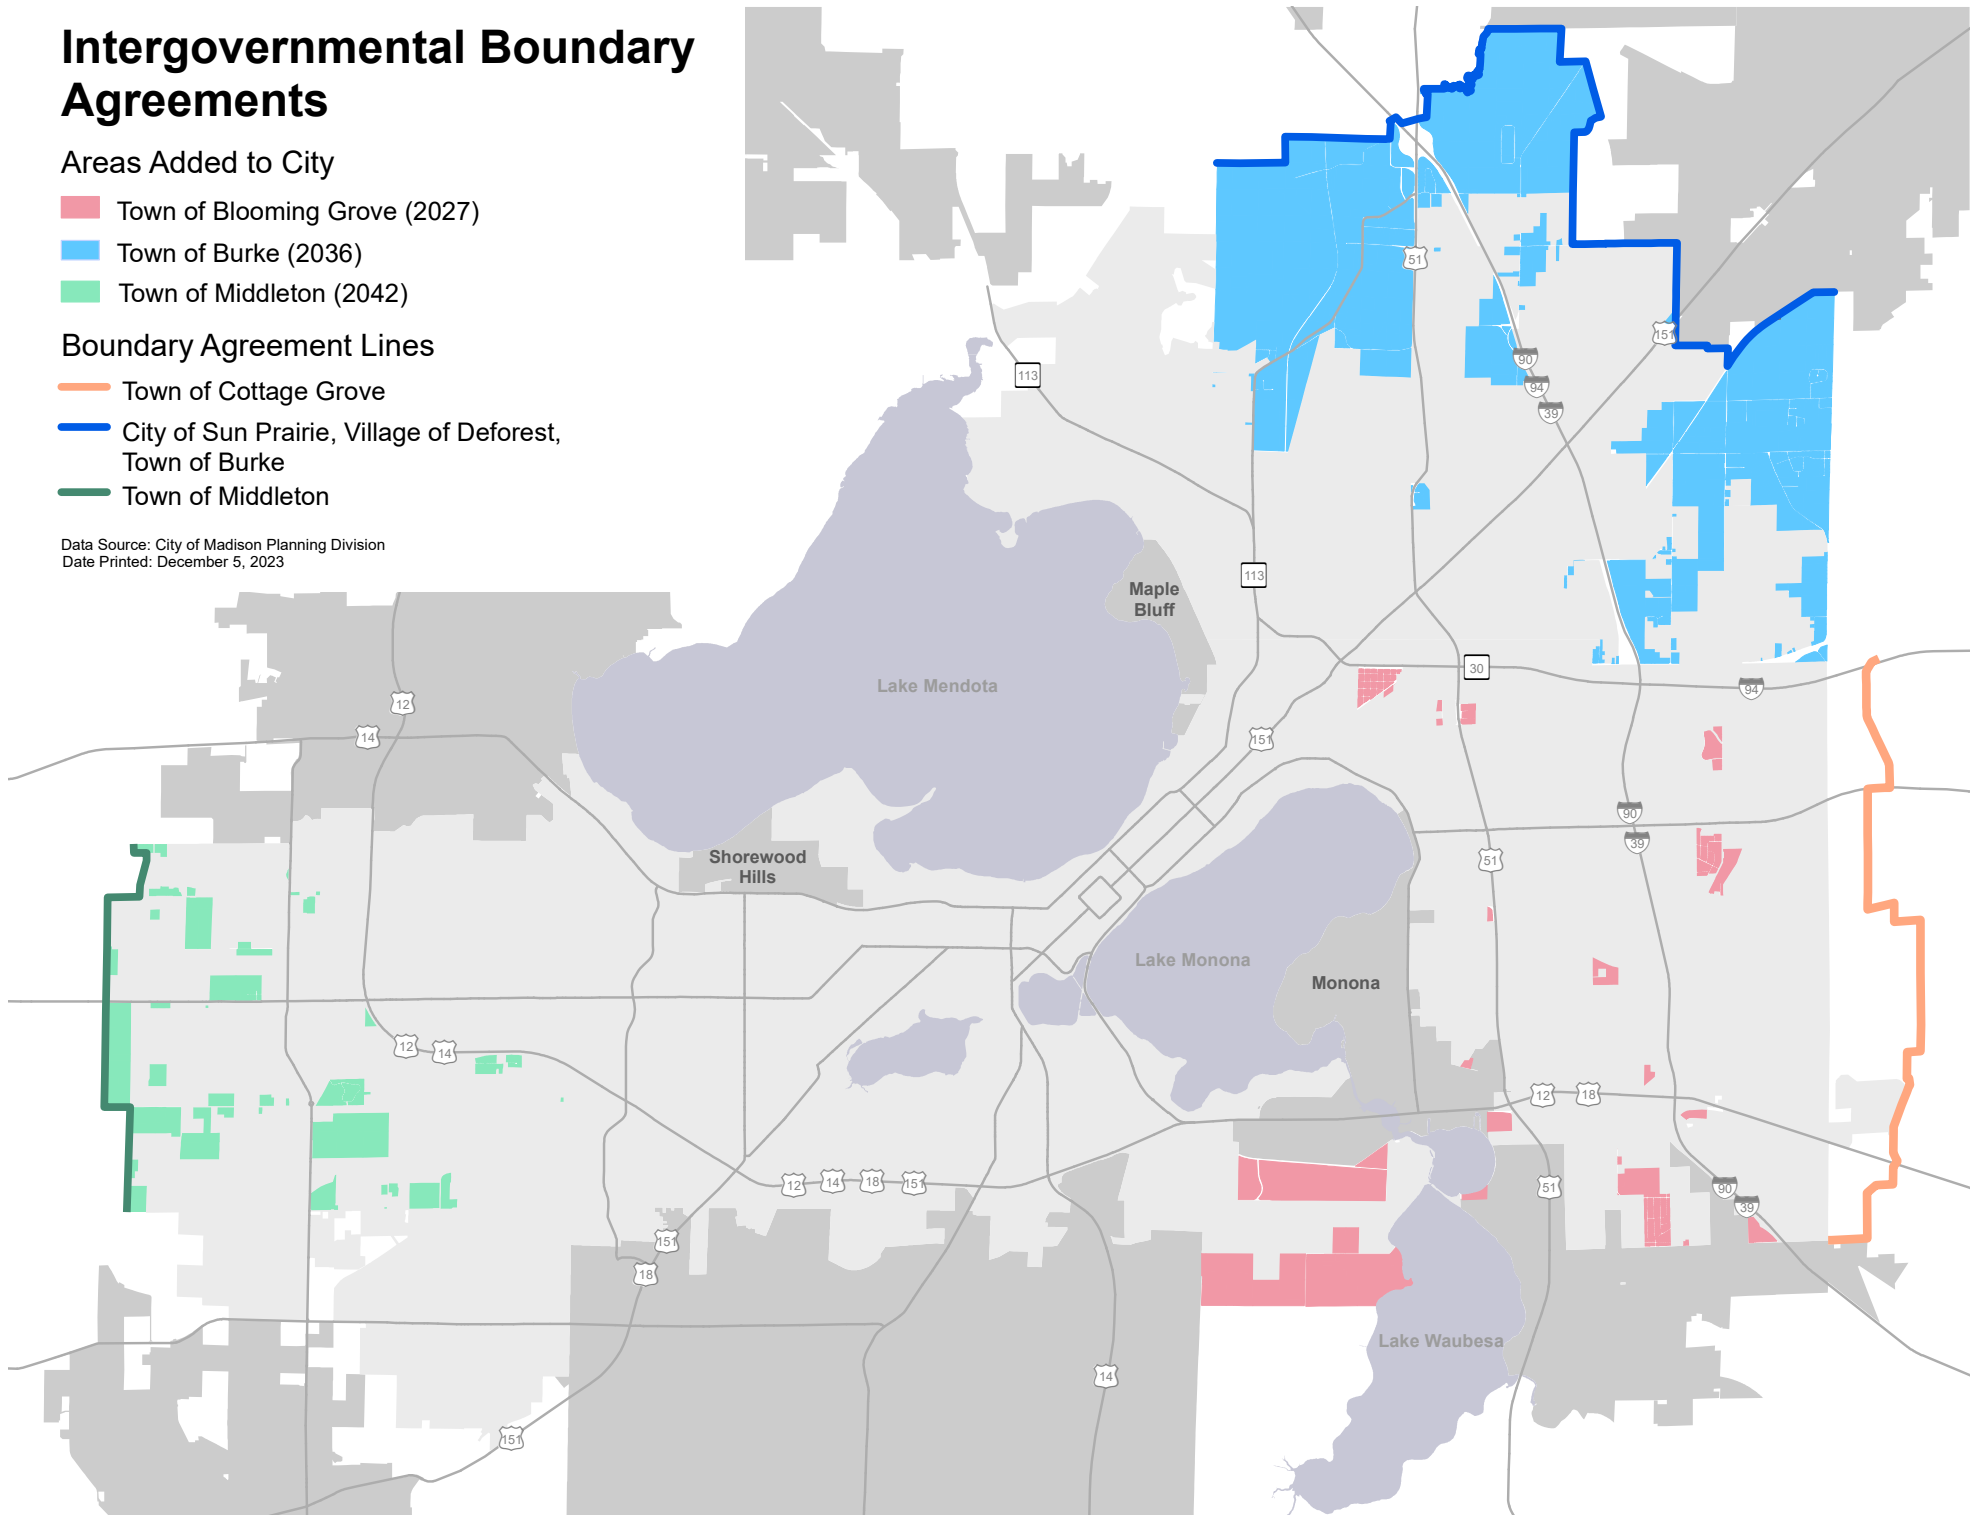 Intergovernmental Boundary
Agreements
Areas Added to City
Town of Blooming Grove (2027)
Town of Burke (2036)
Town of Middleton (2042)
Boundary Agreement Lines
Town of Cottage Grove
City of Sun Prairie, Village of Deforest,
Town of Burke
Town of Middleton
Data Source: City of Madison Planning Division
Date Printed: December 5, 2023
51
151
90
94
39
113
113
Maple
Bluff
Lake Mendota
30
94
12
14
151
90
39
51
Shorewood
Hills
Lake Monona
Monona
12
14
12
18
12
14
18
151
51
90
39
151
18
Lake Waubesa
14
151